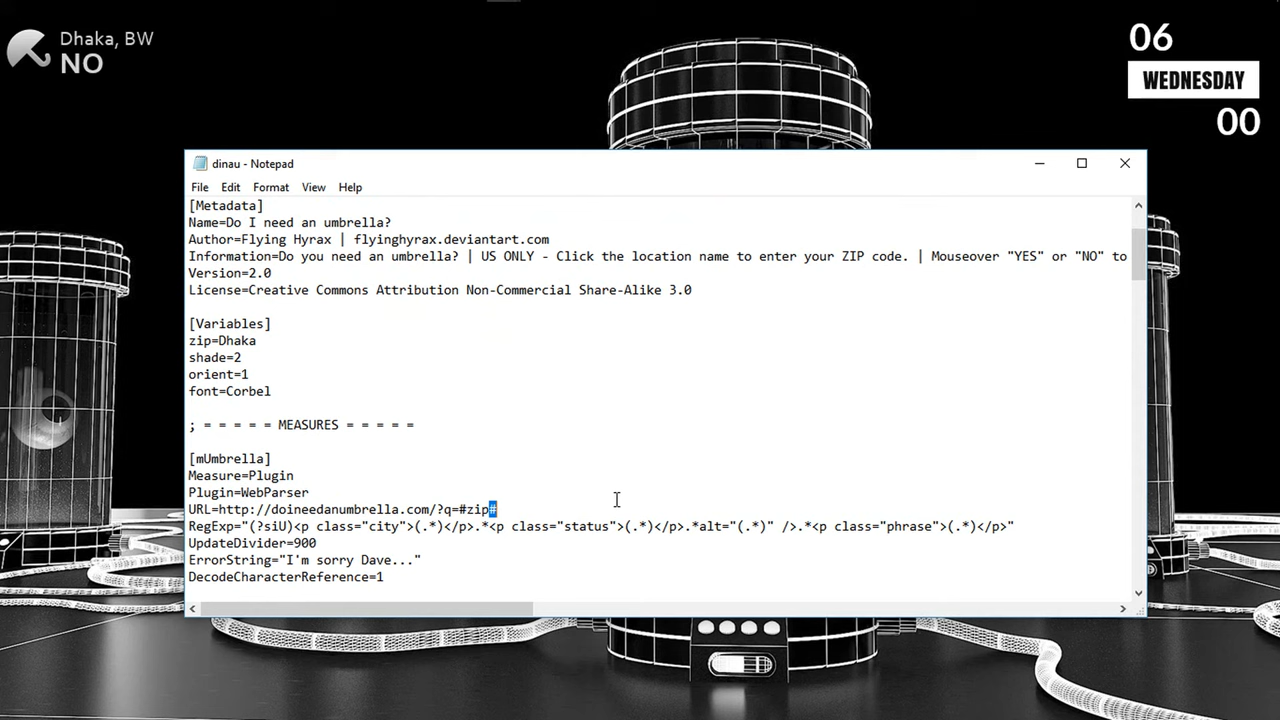 Dhaka, BW
NO
06
WEDNESDAY
00
dinau - Notepad
File Edit Format View Help
[Metadata]
Name=Do I need an umbrella?
Author=Flying Hyrax | flyinghyrax.deviantart.com
Information=Do you need an umbrella? | US ONLY - Click the location name to enter your ZIP code. | Mouseover "YES" or "NO" to
Version=2.0
License=Creative Commons Attribution Non-Commercial Share-Alike 3.0
[Variables]
zip=Dhaka
shade=2
orient=1
font=Corbel
; = = = = = MEASURES = = = = =
[mUmbrella]
Measure=Plugin
Plugin=WebParser
URL=http://doineedanumbrella.com/?q=#zip#
RegExp="(?siU)<p class="city">(.*)</p>.*<p class="status">(.*)</p>.*alt="(.*)" />.*<p class="phrase">(.*)</p>"
UpdateDivider=900
ErrorString="I'm sorry Dave..."
DecodeCharacterReference=1